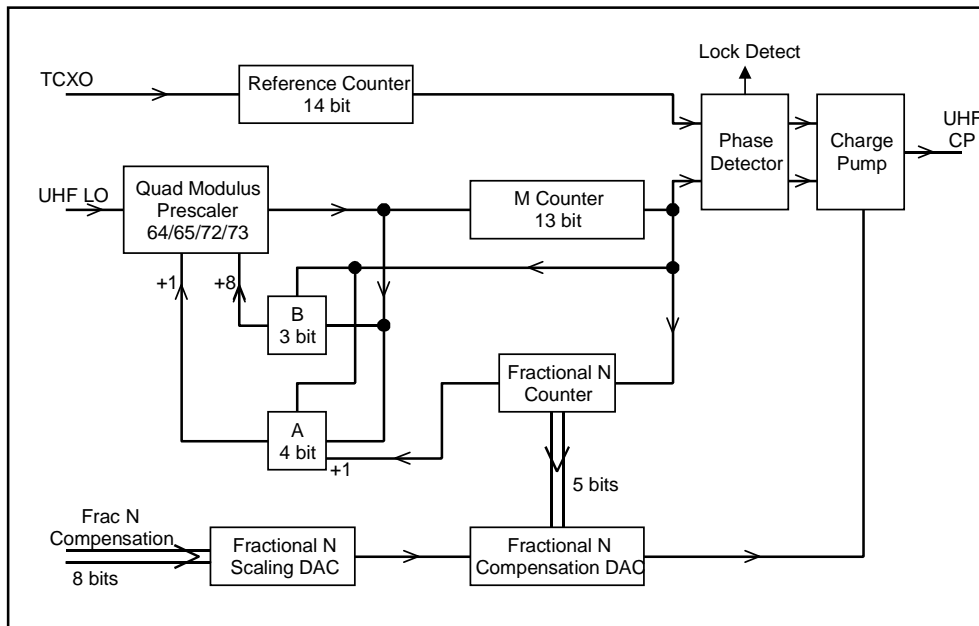 Lock Detect
TCXO
Reference Counter
14 bit
Phase
Detector
Charge
Pump
UHF
CP
UHF LO
Quad Modulus
Prescaler
64/65/72/73
M Counter
13 bit
+1
+8
B
3 bit
Fractional N
Counter
A
4 bit
+1
5 bits
Frac N
Compensation
8 bits
Fractional N
Scaling DAC
Fractional N
Compensation DAC